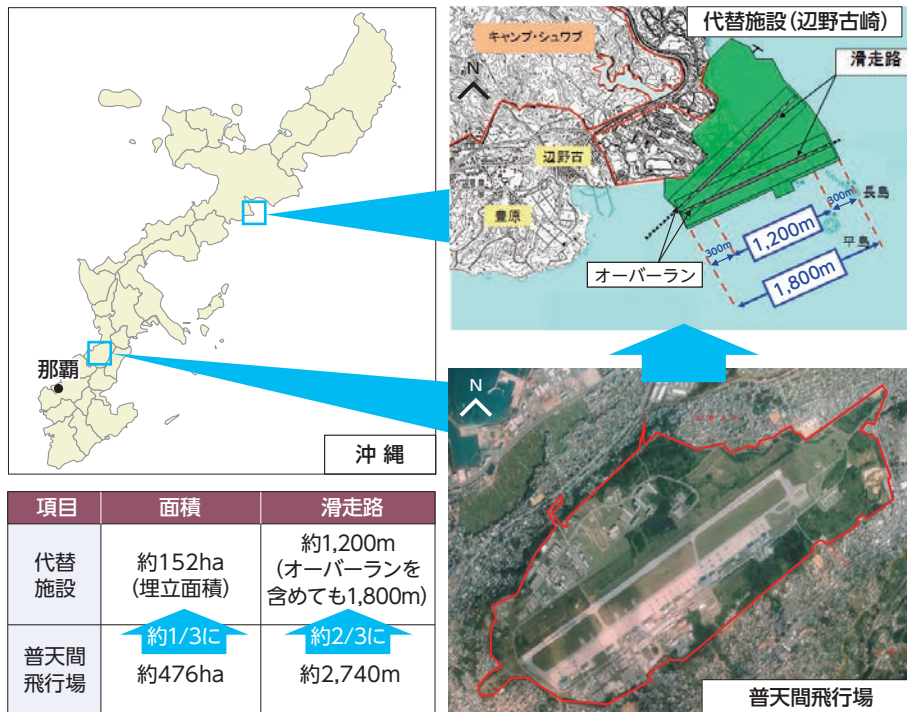 那覇
沖 縄
代替施設(辺野古崎)
キャンプ・シュワブ
滑走路
N
辺野古
豊原
長島
平島
300m
1,200m
300m
1,800m
オーバーラン
N
普天間飛行場
項目 面積 滑走路
代替
施設
約152ha
(埋立面積)
約1,200m
(オーバーランを
含めても1,800m)
約1/3に 約2/3に
普天間
飛行場
約476ha 約2,740m